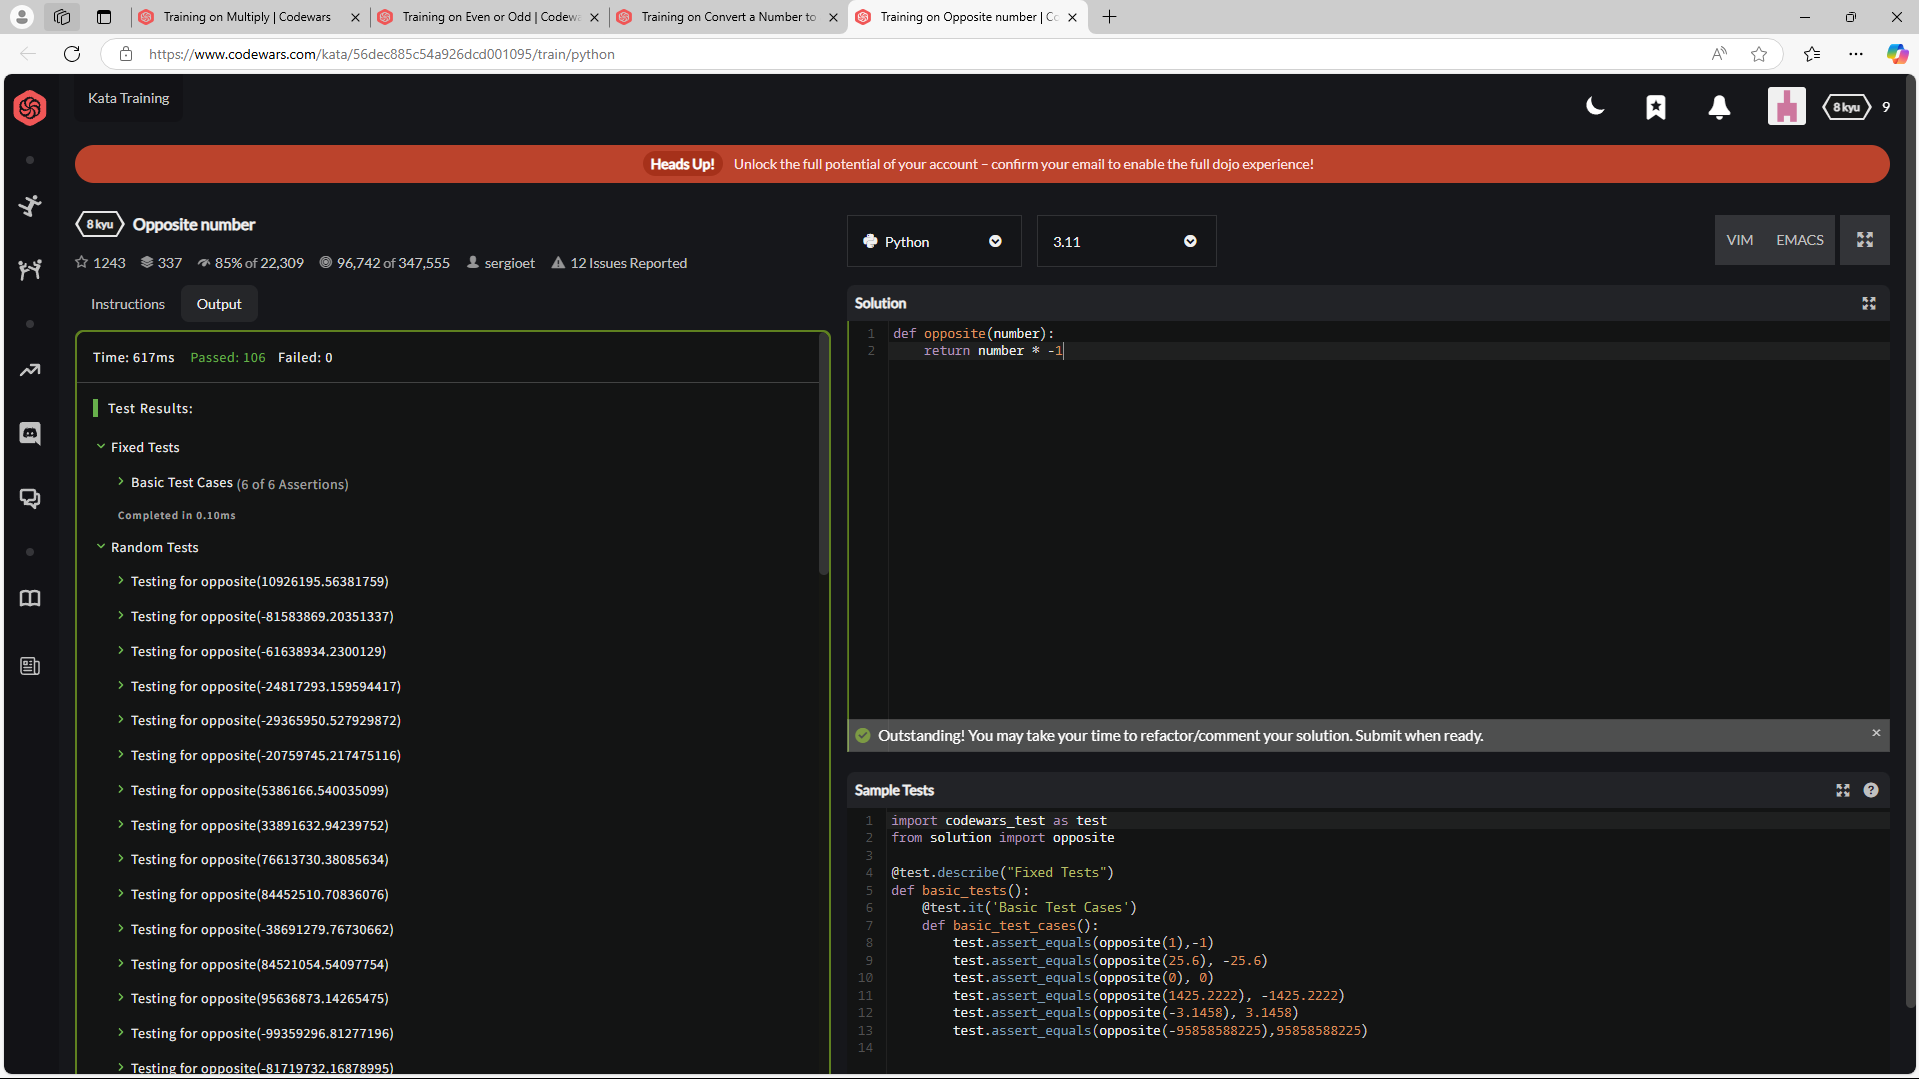 Training on Multiply | Codewars
Training on Even or Odd | Codewa
Training on Convert a Number to
Training on Opposite number | Co
https://www.codewars.com/kata/56dec885c54a926dcd001095/train/python
Kata Training
8 kyu
9
Heads Up! Unlock the full potential of your account – confirm your email to enable the full dojo experience!
8 kyu Opposite number
1243 337 85% of 22,309 96,742 of 347,555 sergioet 12 Issues Reported
Python
3.11
VIM EMACS
Instructions Output
Time: 617ms Passed: 106 Failed: 0
Test Results:
Fixed Tests
Basic Test Cases (6 of 6 Assertions)
Completed in 0.10ms
Random Tests
Testing for opposite(10926195.56381759)
Testing for opposite(-81583869.20351337)
Testing for opposite(-61638934.2300129)
Testing for opposite(-24817293.159594417)
Testing for opposite(-29365950.527929872)
Testing for opposite(-20759745.217475116)
Testing for opposite(5386166.540035099)
Testing for opposite(33891632.94239752)
Testing for opposite(76613730.38085634)
Testing for opposite(84452510.70836076)
Testing for opposite(-38691279.76730662)
Testing for opposite(84521054.54097754)
Testing for opposite(95636873.14265475)
Testing for opposite(-99359296.81277196)
Testing for opposite(-81719732.16878995)
Solution
1 def opposite(number):
2 return number * -1
Outstanding! You may take your time to refactor/comment your solution. Submit when ready.
Sample Tests
1 import codewars_test as test
2 from solution import opposite
3
4 @test.describe("Fixed Tests")
5 def basic_tests():
6 @test.it('Basic Test Cases')
7 def basic_test_cases():
8 test.assert_equals(opposite(1),-1)
9 test.assert_equals(opposite(25.6), -25.6)
10 test.assert_equals(opposite(0), 0)
11 test.assert_equals(opposite(1425.2222), -1425.2222)
12 test.assert_equals(opposite(-3.1458), 3.1458)
13 test.assert_equals(opposite(-95858588225),95858588225)
14